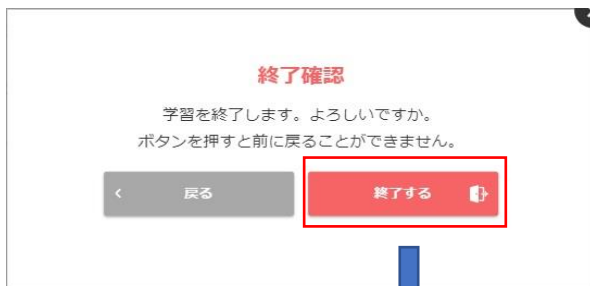 終了確認
学習を終了します。よろしいですか。
ボタンを押すと前に戻ることができません。
戻る
終了する